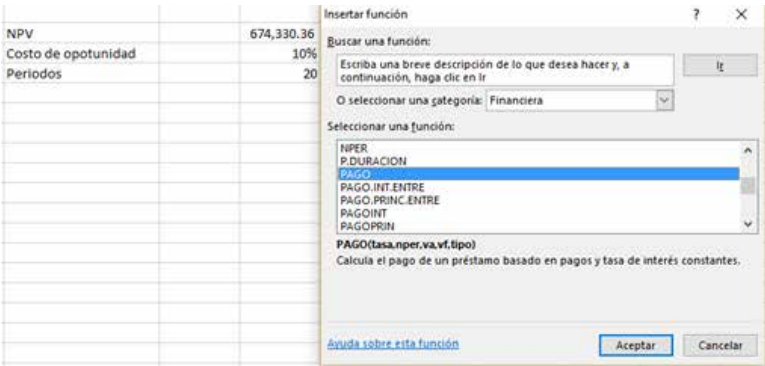 NPV 674,330.36
Costo de opotunidad 10%
Periodos 20
Insertar función ? ×
Buscar una función:
Escriba una breve descripción de lo que desea hacer y, a
continuación, haga clic en Ir
Ir
O seleccionar una categoría: Financiera
Seleccionar una función:
NPER
P.DURACION
PAGO
PAGO.INT.ENTRE
PAGO.PRINC.ENTRE
PAGOINT
PAGOPRIN
PAGO(tasa,nper,va,vf,tipo)
Calcula el pago de un préstamo basado en pagos y tasa de interés constantes.
Ayuda sobre esta función
Aceptar Cancelar